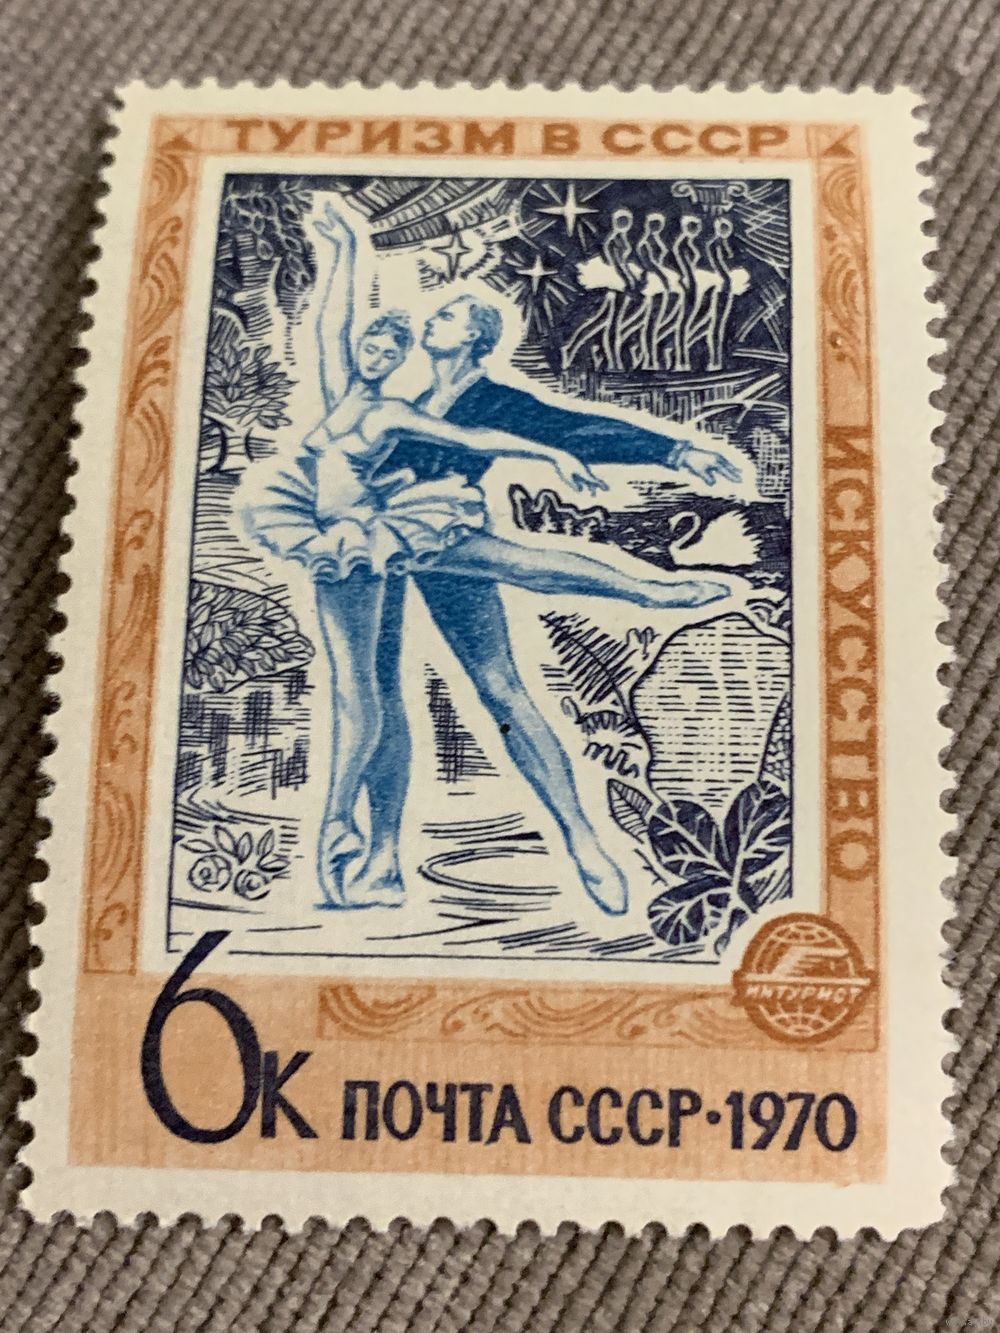 ТУРИЗМ В СССР
ИСКУССТВО
ИНТУРИСТ
6К ПОЧТА СССР·1970